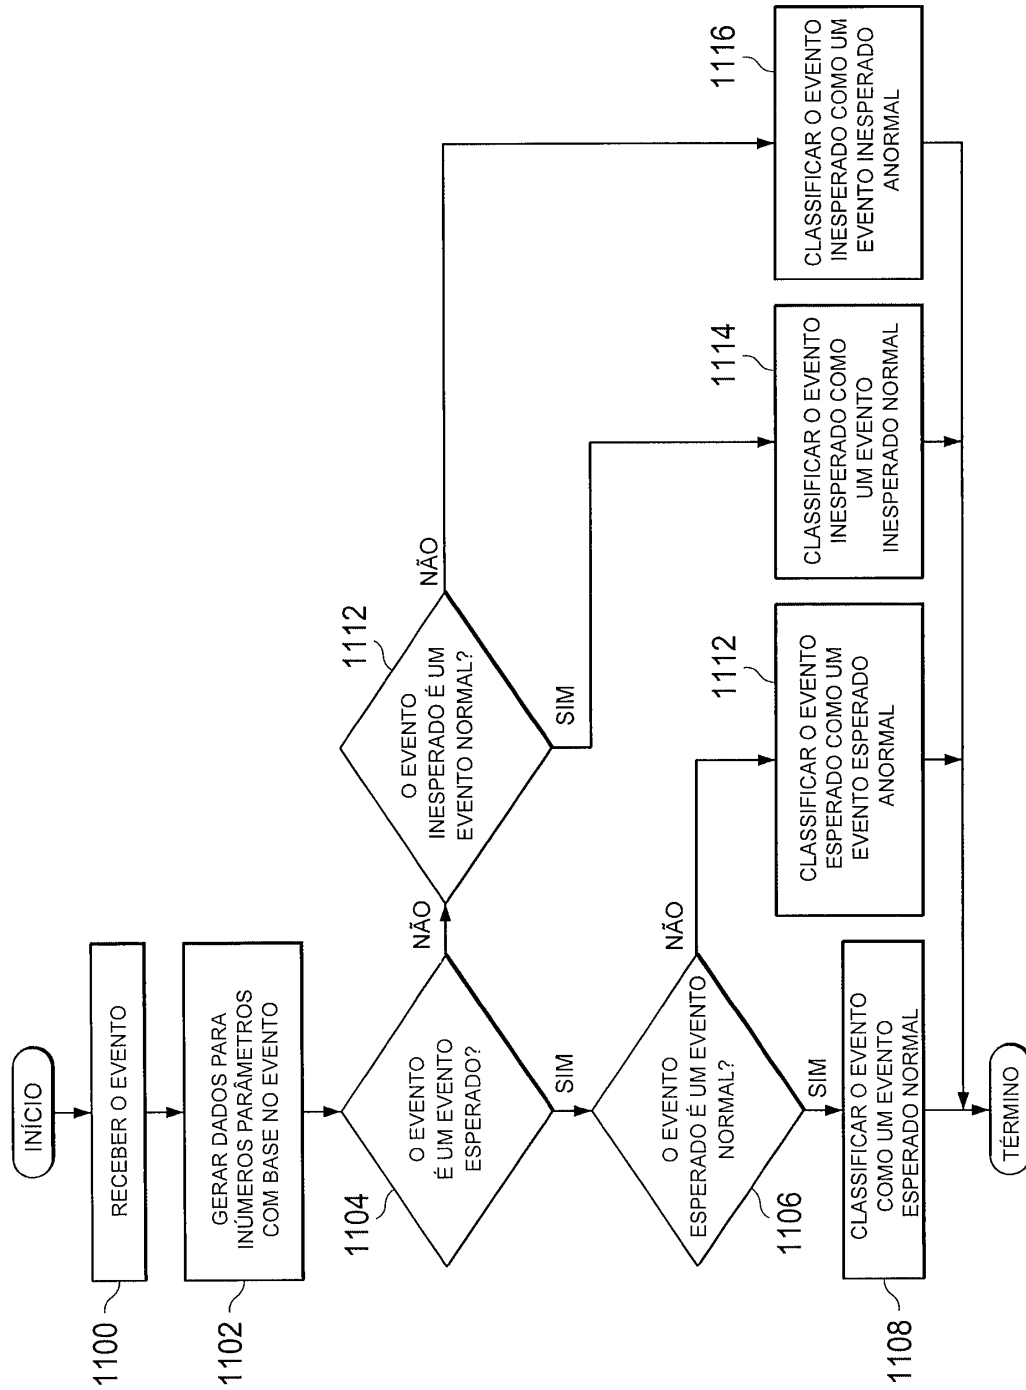 INÍCIO
1100
RECEBER O EVENTO
1102
GERAR DADOS PARA
INÚMEROS PARÂMETROS
COM BASE NO EVENTO
1104
O EVENTO
É UM EVENTO
ESPERADO?
NÃO
SIM
1112
O EVENTO
INESPERADO É UM
EVENTO NORMAL?
NÃO
SIM
1106
O EVENTO
ESPERADO É UM EVENTO
NORMAL?
NÃO
SIM
1108
CLASSIFICAR O EVENTO
COMO UM EVENTO
ESPERADO NORMAL
1112
CLASSIFICAR O EVENTO
ESPERADO COMO UM
EVENTO ESPERADO
ANORMAL
1114
CLASSIFICAR O EVENTO
INESPERADO COMO
UM EVENTO
INESPERADO NORMAL
1116
CLASSIFICAR O EVENTO
INESPERADO COMO UM
EVENTO INESPERADO
ANORMAL
TÉRMINO